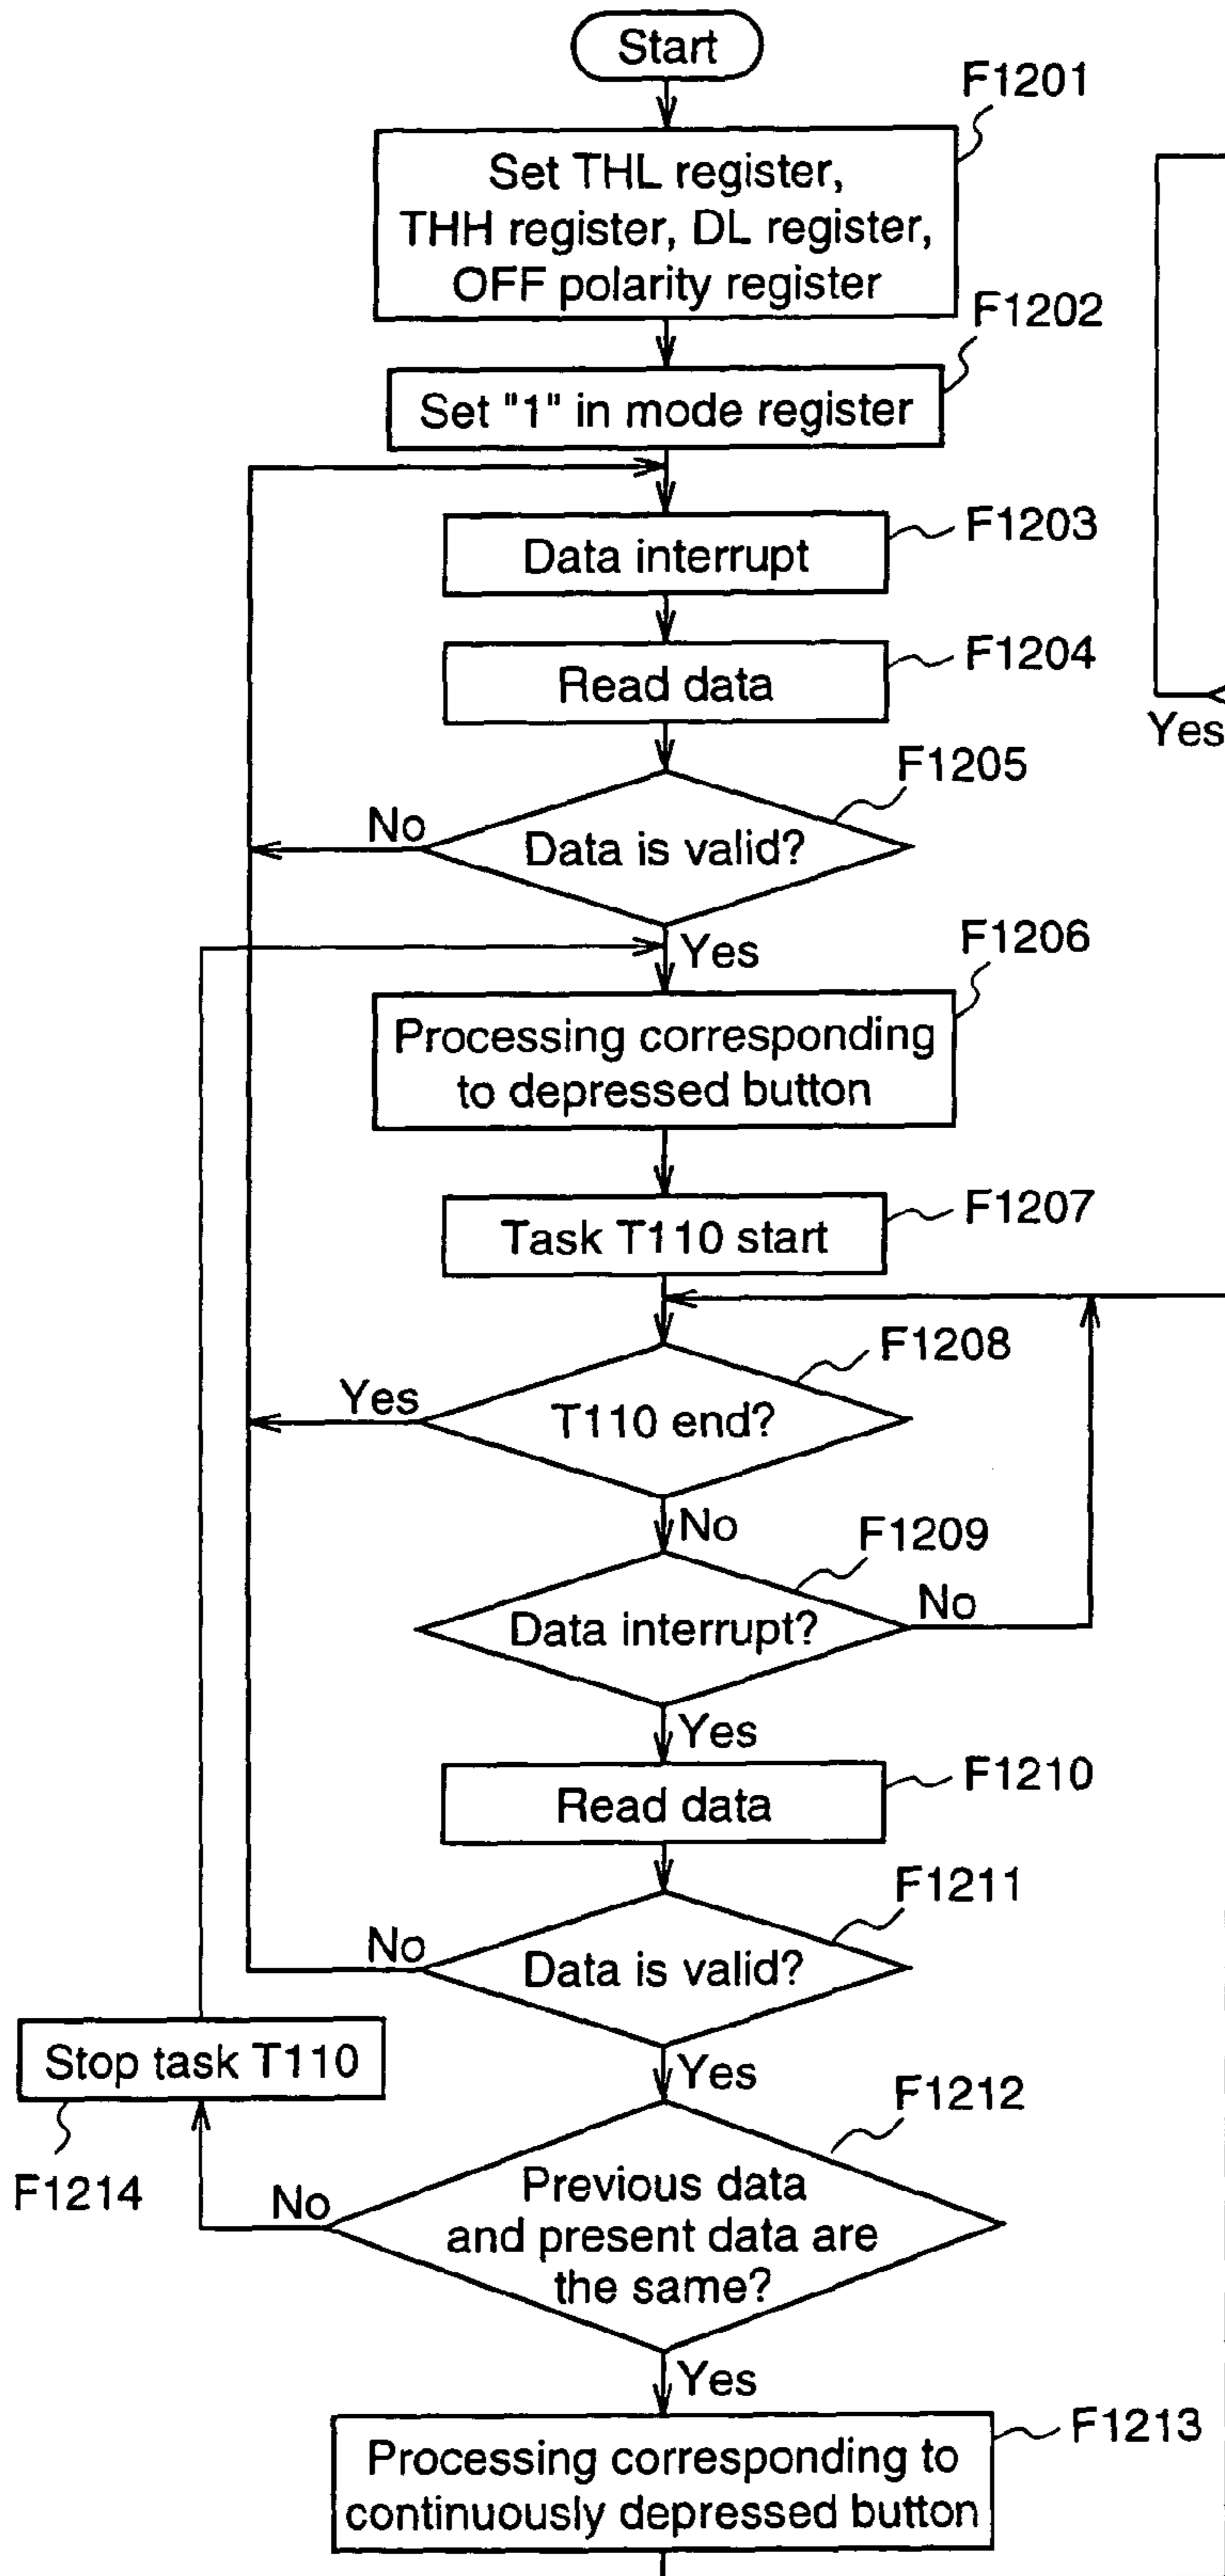 Start
F1201
Set THL register,
THH register, DL register,
OFF polarity register
F1202
Set "1" in mode register
F1203
Data interrupt
F1204
Read data
Yes
F1205
No
Data is valid?
Yes
F1206
Processing corresponding
to depressed button
F1207
Task T110 start
F1208
Yes
T110 end?
No
F1209
Data interrupt?
No
Yes
F1210
Read data
F1211
No
Data is valid?
Stop task T110
Yes
F1212
F1214
No
Previous data
and present data are
the same?
Yes
F1213
Processing corresponding to
continuously depressed button